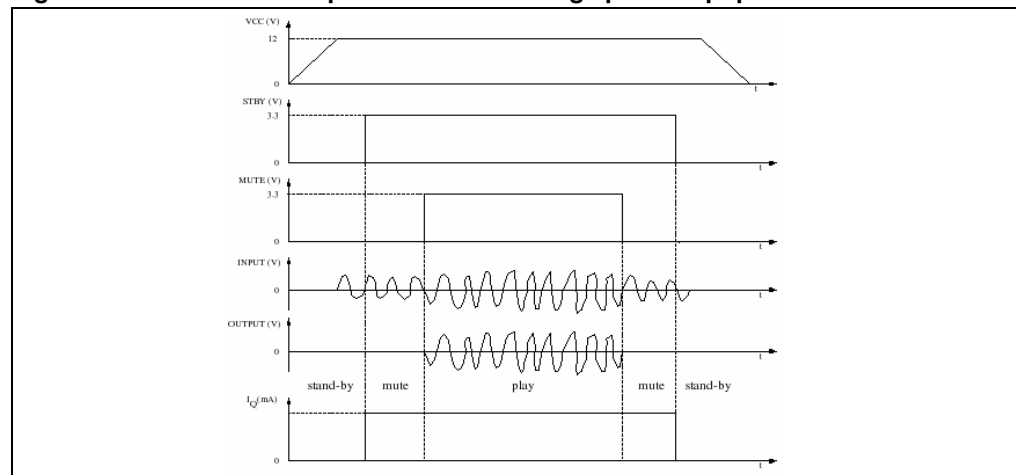 VCC (V)
12
0
t
STBY (V)
3.3
0
t
MUTE (V)
3.3
0
t
INPUT (V)
0
t
OUTPUT (V)
0
t
stand-by mute play mute stand-by
IQ(mA)
0
t